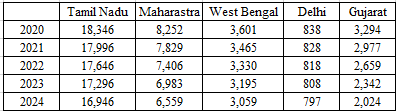 Tamil Nadu Maharastra West Bengal Delhi Gujarat
2020 18,346 8,252 3,601 838 3,294
2021 17,996 7,829 3,465 828 2,977
2022 17,646 7,406 3,330 818 2,659
2023 17,296 6,983 3,195 808 2,342
2024 16,946 6,559 3,059 797 2,024